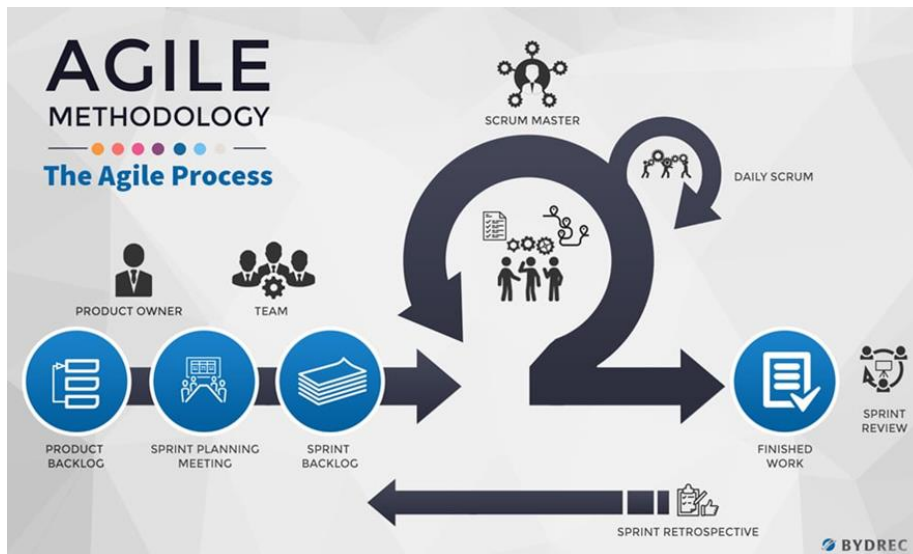 AGILE
METHODOLOGY
The Agile Process
SCRUM MASTER
DAILY SCRUM
PRODUCT OWNER
TEAM
PRODUCT
BACKLOG
SPRINT PLANNING
MEETING
SPRINT
BACKLOG
FINISHED
WORK
SPRINT
REVIEW
SPRINT RETROSPECTIVE
BYDREC